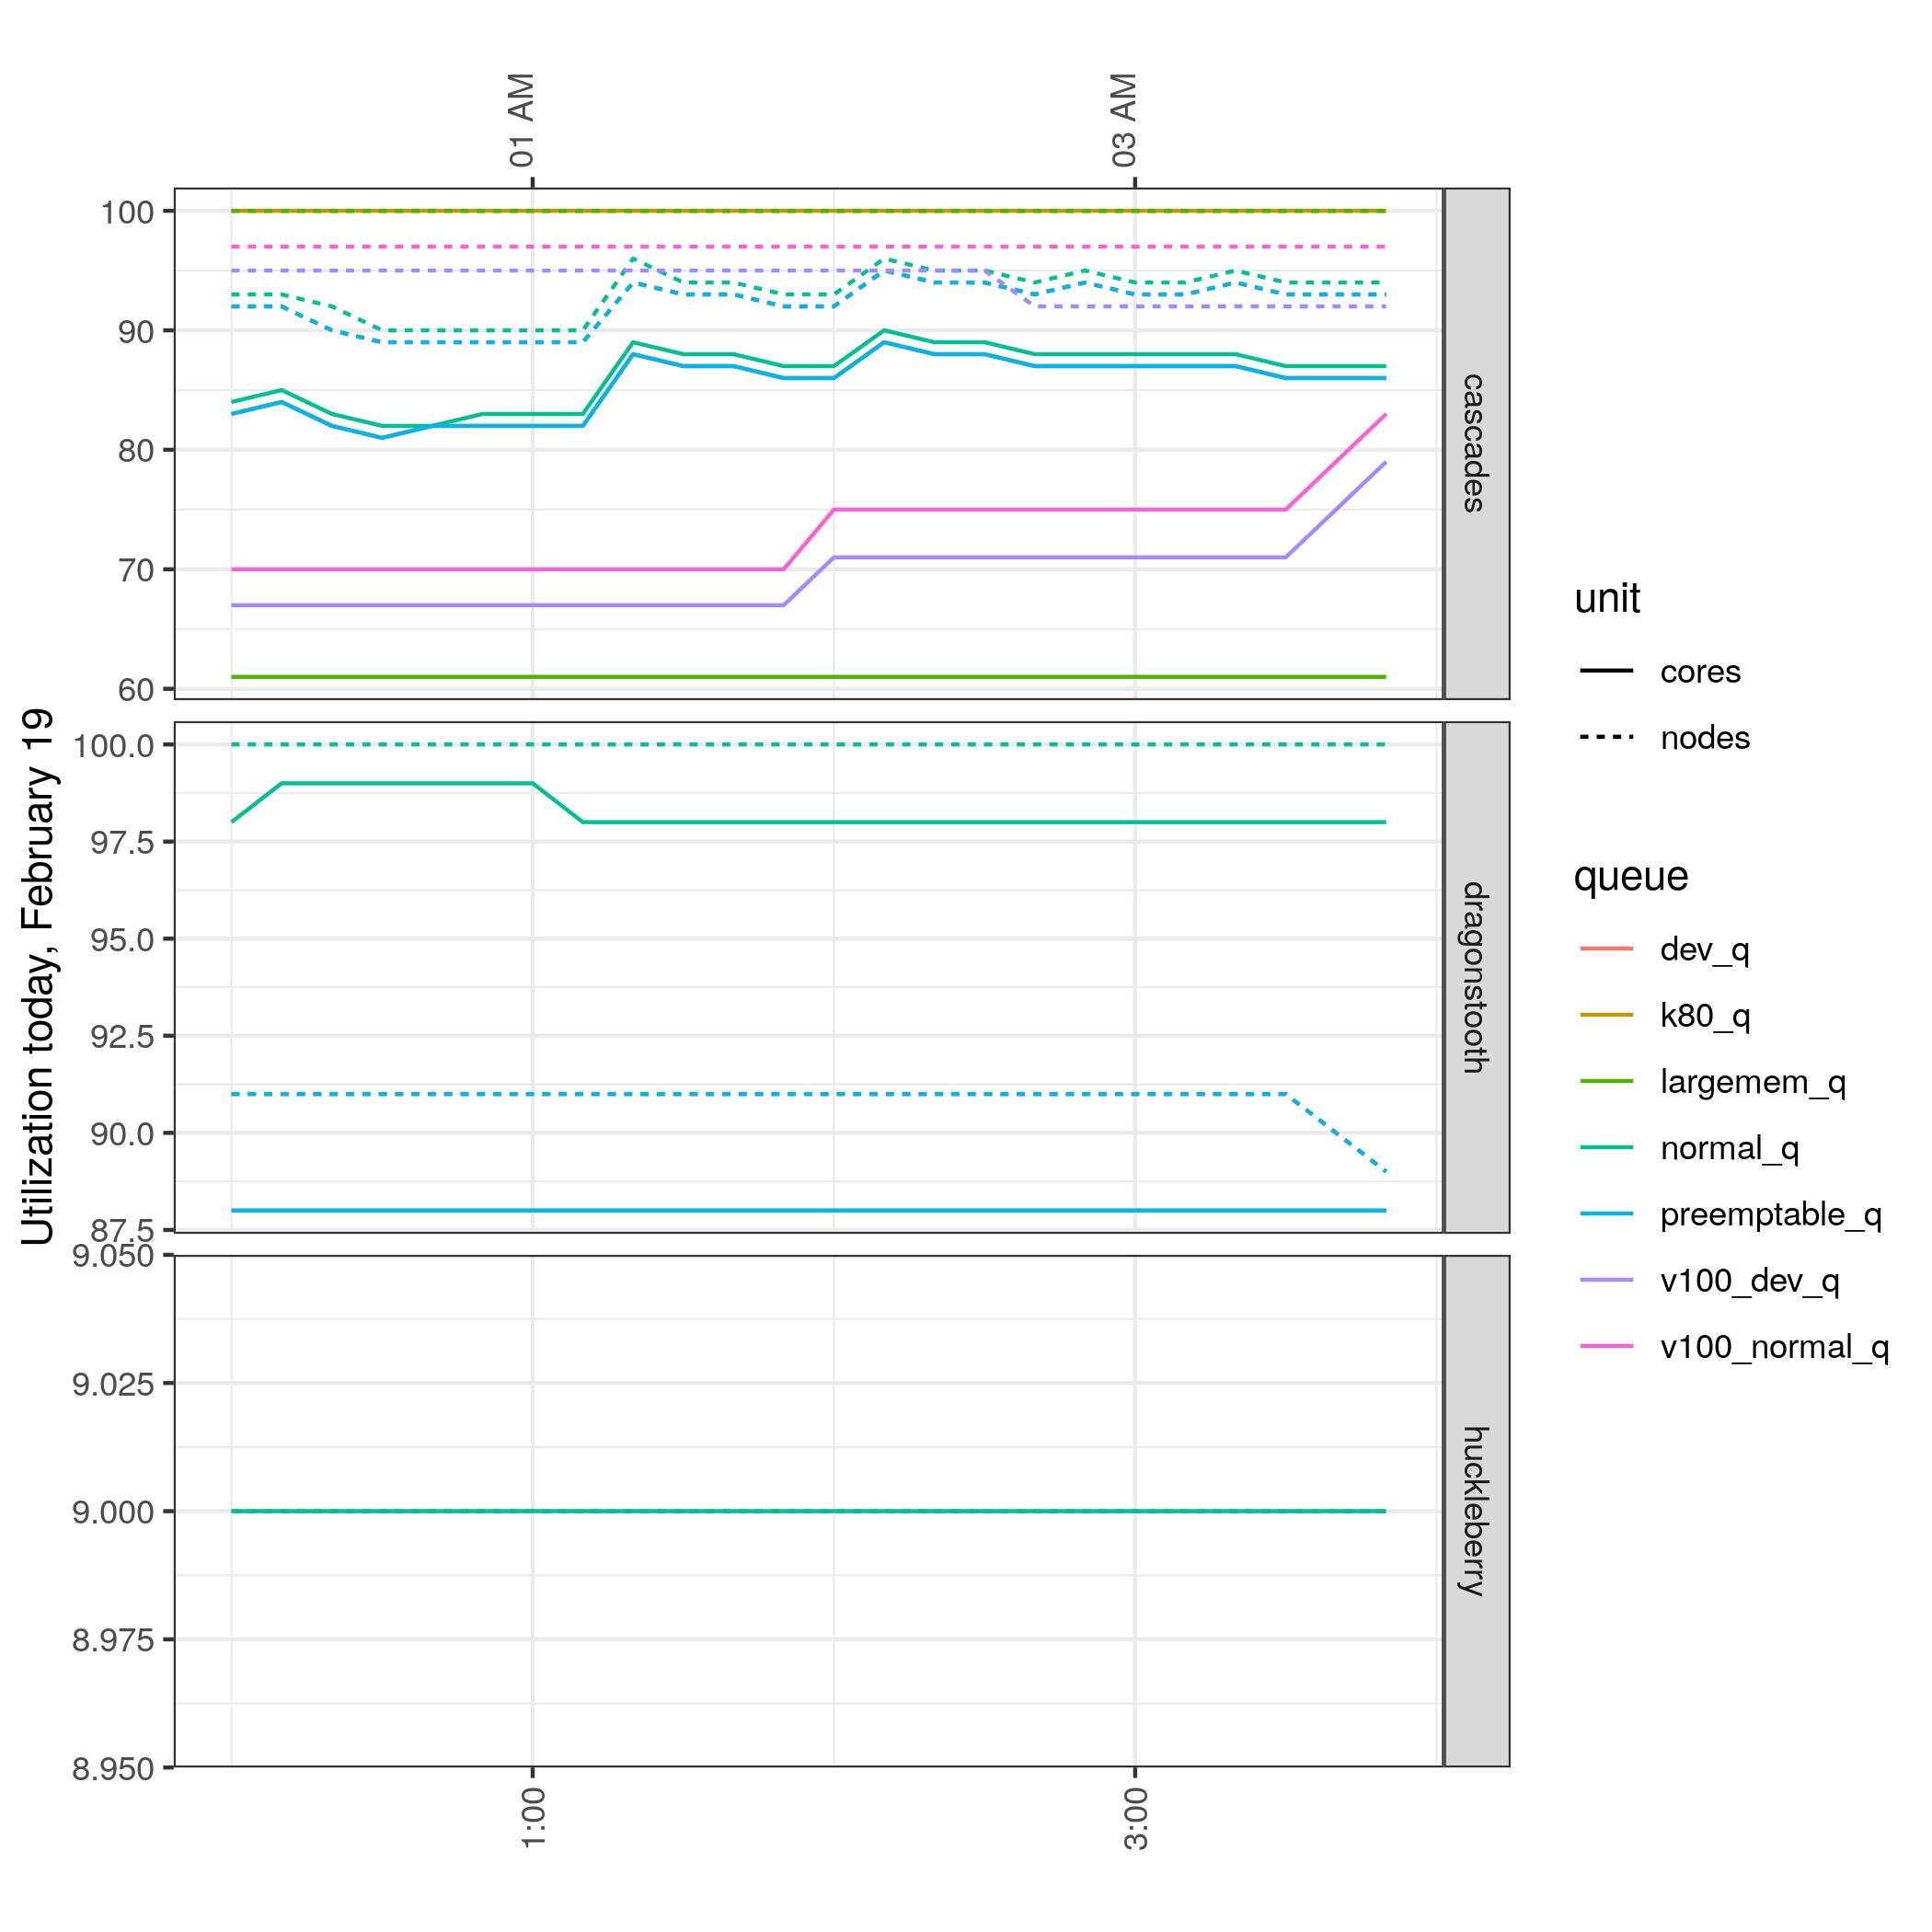 01 AM
03 AM
100
90
80
70
60
cascades
Utilization today, February 19
100.0
97.5
95.0
92.5
90.0
87.5
dragonstooth
9.050
9.025
9.000
8.975
8.950
huckleberry
1:00
3:00
unit
cores
nodes
queue
dev_q
k80_q
largemem_q
normal_q
preemptable_q
v100_dev_q
v100_normal_q